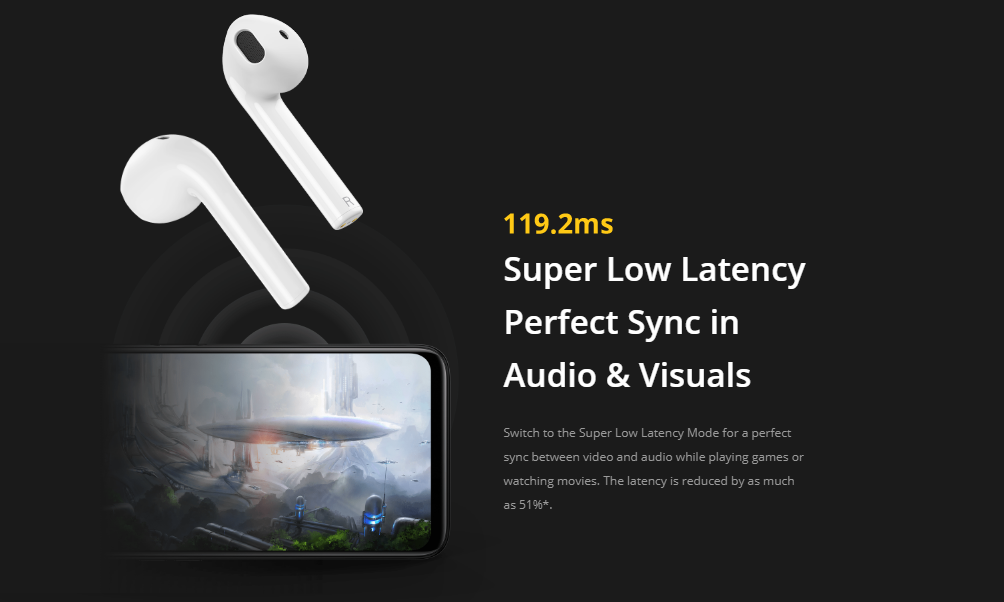 R
119.2ms
Super Low Latency
Perfect Sync in
Audio & Visuals
Switch to the Super Low Latency Mode for a perfect
sync between video and audio while playing games or
watching movies. The latency is reduced by as much
as 51%*.